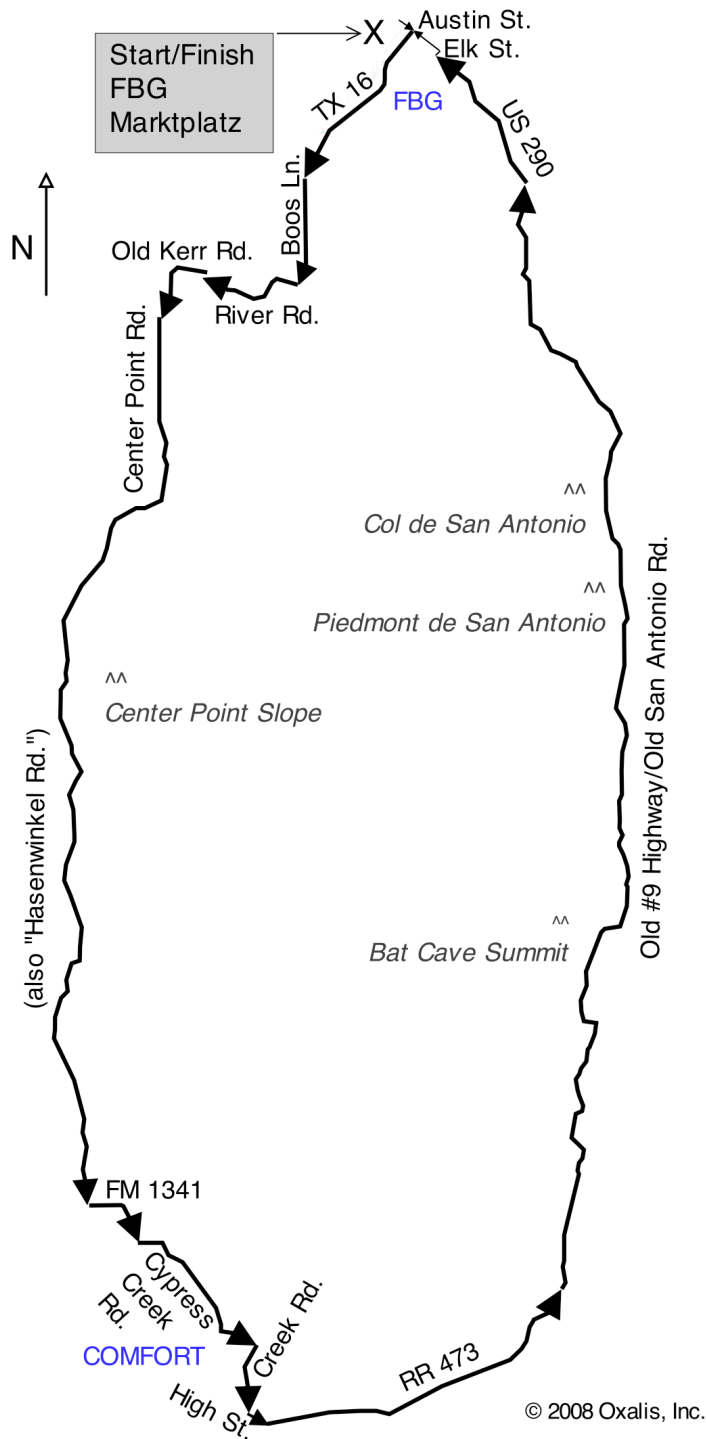 Austin St.
Start/Finish
FBG
Marktplatz
X
Elk St.
TX 16
FBG
US 290
Boos Ln.
N
Old Kerr Rd.
River Rd.
Center Point Rd.
^^
Col de San Antonio
^^
Piedmont de San Antonio
Old #9 Highway/Old San Antonio Rd.
^^
Center Point Slope
(also "Hasenwinkel Rd.")
^^
Bat Cave Summit
FM 1341
Cypress
Creek
Rd.
Creek Rd.
COMFORT
RR 473
High St.
© 2008 Oxalis, Inc.